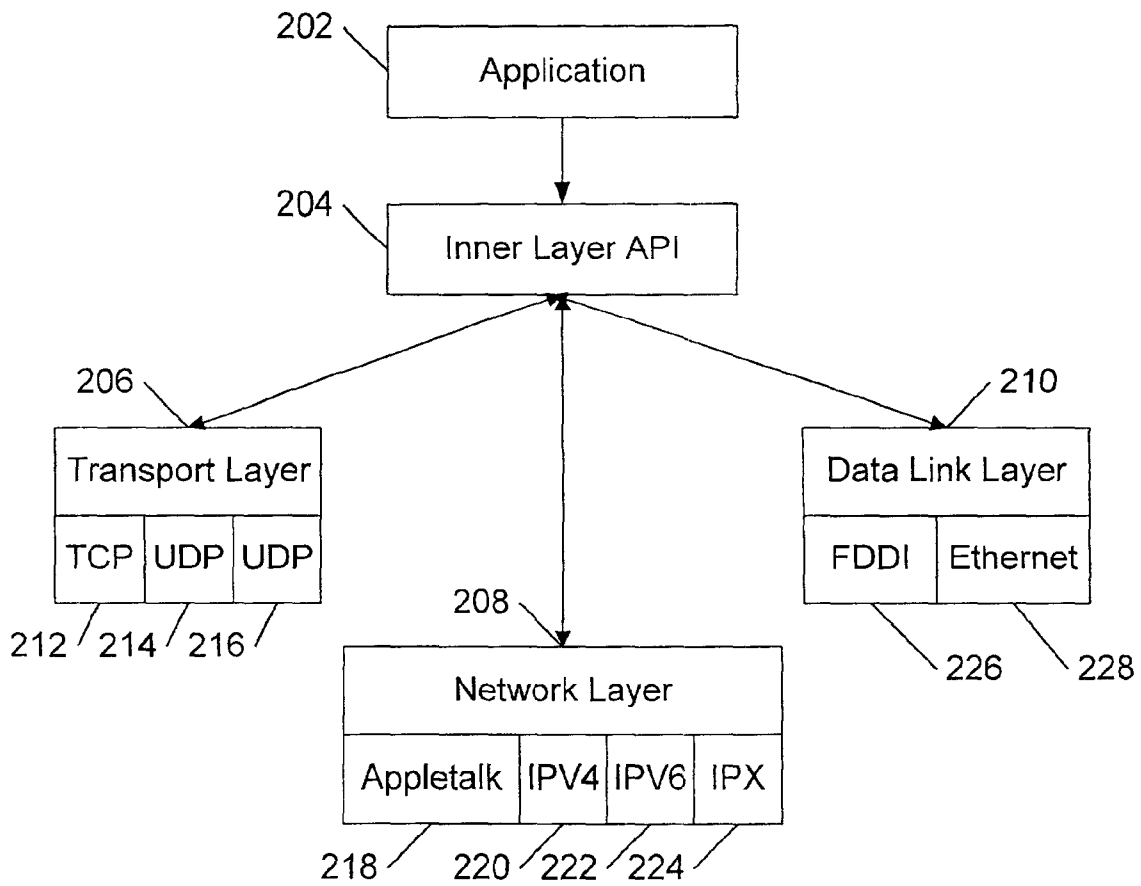 202
Application
204
Inner Layer API
206
210
Transport Layer
Data Link Layer
TCP UDP UDP
FDDI Ethernet
212 214 216
208
226 228
Network Layer
Appletalk IPV4 IPV6 IPX
218 220 222 224